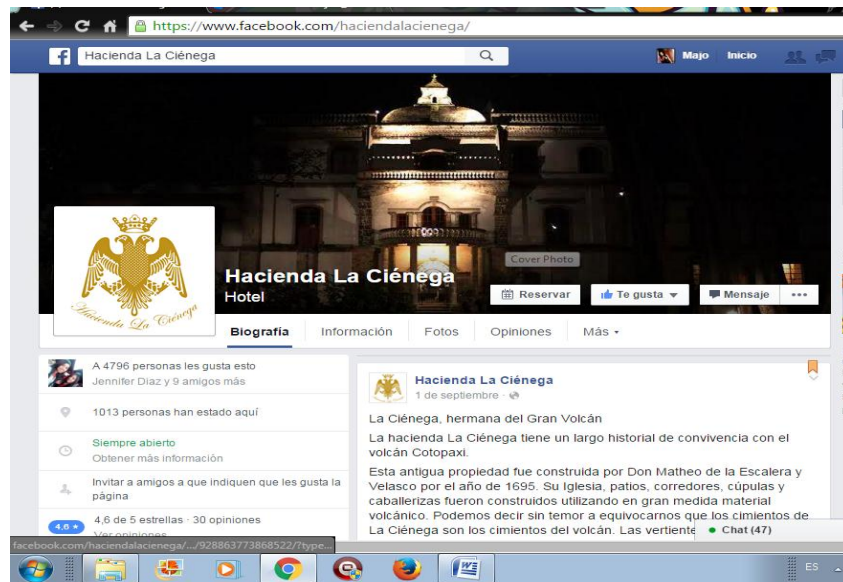 https://www.facebook.com/haciendalacienega/
Hacienda La Ciénega
Majo Inicio
Cover Photo
Hacienda La Ciénega
Hotel
Reservar
Te gusta
Mensaje
Hacienda La Ciénega
Biografía Información Fotos Opiniones Más
A 4796 personas les gusta esto
Jennifer Diaz y 9 amigos más
1013 personas han estado aquí
Siempre abierto
Obtener más información
Invitar a amigos a que indiquen que les gusta la
página
4,6 ★
4,6 de 5 estrellas · 30 opiniones
Ver opiniones
Hacienda La Ciénega
1 de septiembre ·
La Ciénega, hermana del Gran Volcán
La hacienda La Ciénega tiene un largo historial de convivencia con el
volcán Cotopaxi.
Esta antigua propiedad fue construida por Don Matheo de la Escalera y
Velasco por el año de 1695. Su Iglesia, patios, corredores, cúpulas y
caballerizas fueron construidos utilizando en gran medida material
volcánico. Podemos decir sin temor a equivocarnos que los cimientos de
La Ciénega son los cimientos del volcán. Las vertiente
Chat (47)
facebook.com/haciendalacienega/.../928863773868522/?type...
ES